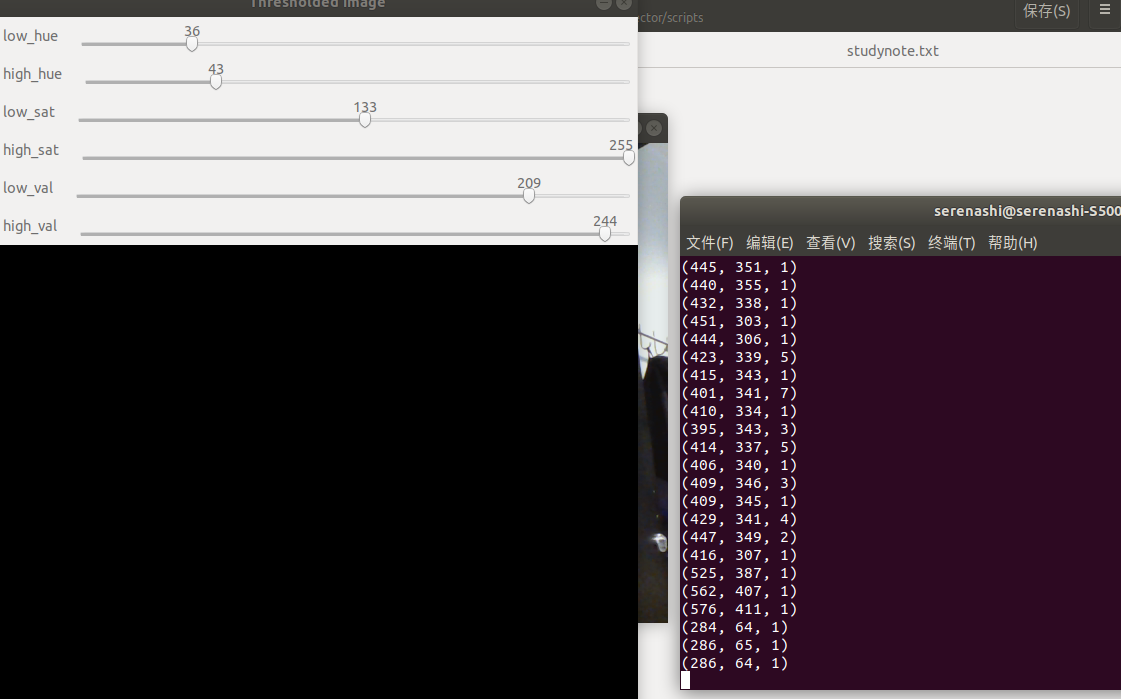 Thresholded image
ctor/scripts
保存(S)
studynote.txt
low_hue
36
high_hue
43
low_sat
133
high_sat
255
low_val
209
high_val
244
serenashi@serenashi-S500
文件(F) 编辑(E) 查看(V) 搜索(S) 终端(T) 帮助(H)
(445, 351, 1)
(440, 355, 1)
(432, 338, 1)
(451, 303, 1)
(444, 306, 1)
(423, 339, 5)
(415, 343, 1)
(401, 341, 7)
(410, 334, 1)
(395, 343, 3)
(414, 337, 5)
(406, 340, 1)
(409, 346, 3)
(409, 345, 1)
(429, 341, 4)
(447, 349, 2)
(416, 307, 1)
(525, 387, 1)
(562, 407, 1)
(576, 411, 1)
(284, 64, 1)
(286, 65, 1)
(286, 64, 1)